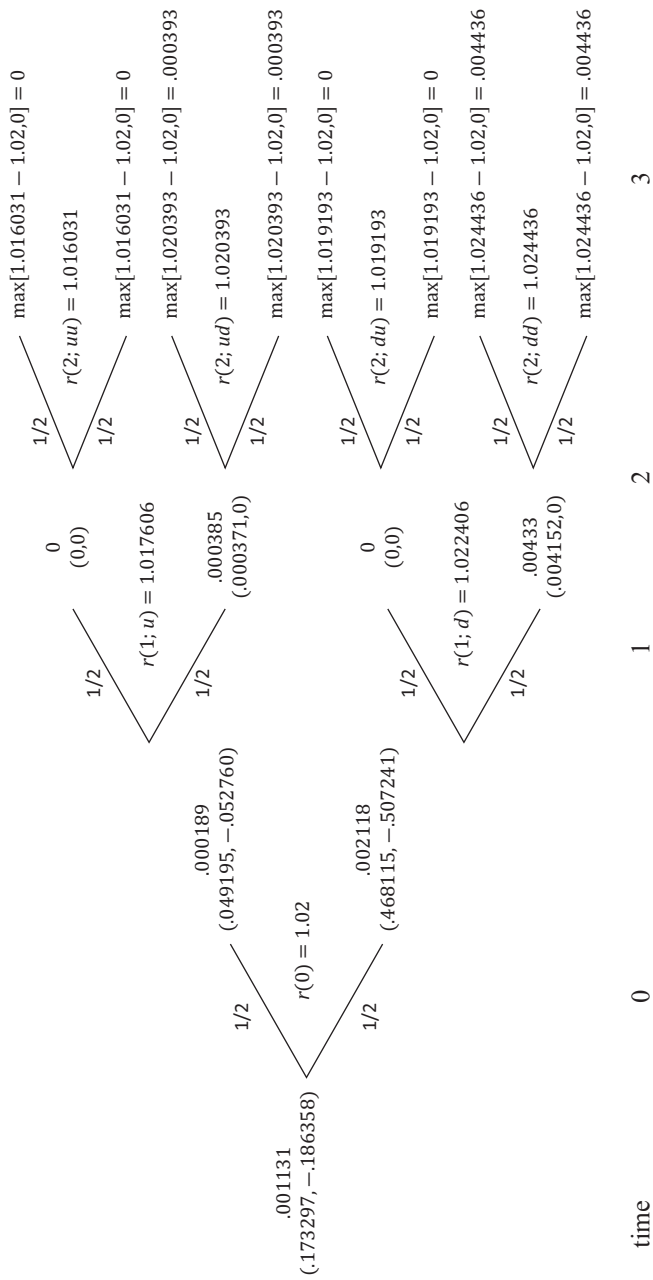 max[1.016031 − 1.02,0] = 0
r(2; uu) = 1.016031
max[1.016031 − 1.02,0] = 0
max[1.020393 − 1.02,0] = .000393
r(2; ud) = 1.020393
max[1.020393 − 1.02,0] = .000393
max[1.019193 − 1.02,0] = 0
r(2; du) = 1.019193
max[1.019193 − 1.02,0] = 0
max[1.024436 − 1.02,0] = .004436
r(2; dd) = 1.024436
max[1.024436 − 1.02,0] = .004436
1/2
1/2
1/2
1/2
1/2
1/2
1/2
1/2
0
(0,0)
r(1; u) = 1.017606
.000385
(.000371,0)
0
(0,0)
r(1; d) = 1.022406
.00433
(.004152,0)
1/2
1/2
1/2
1/2
.000189
(.049195, −.052760)
r(0) = 1.02
.002118
(.468115, −.507241)
1/2
1/2
.001131
(.173297, −.186358)
time 0 1 2 3